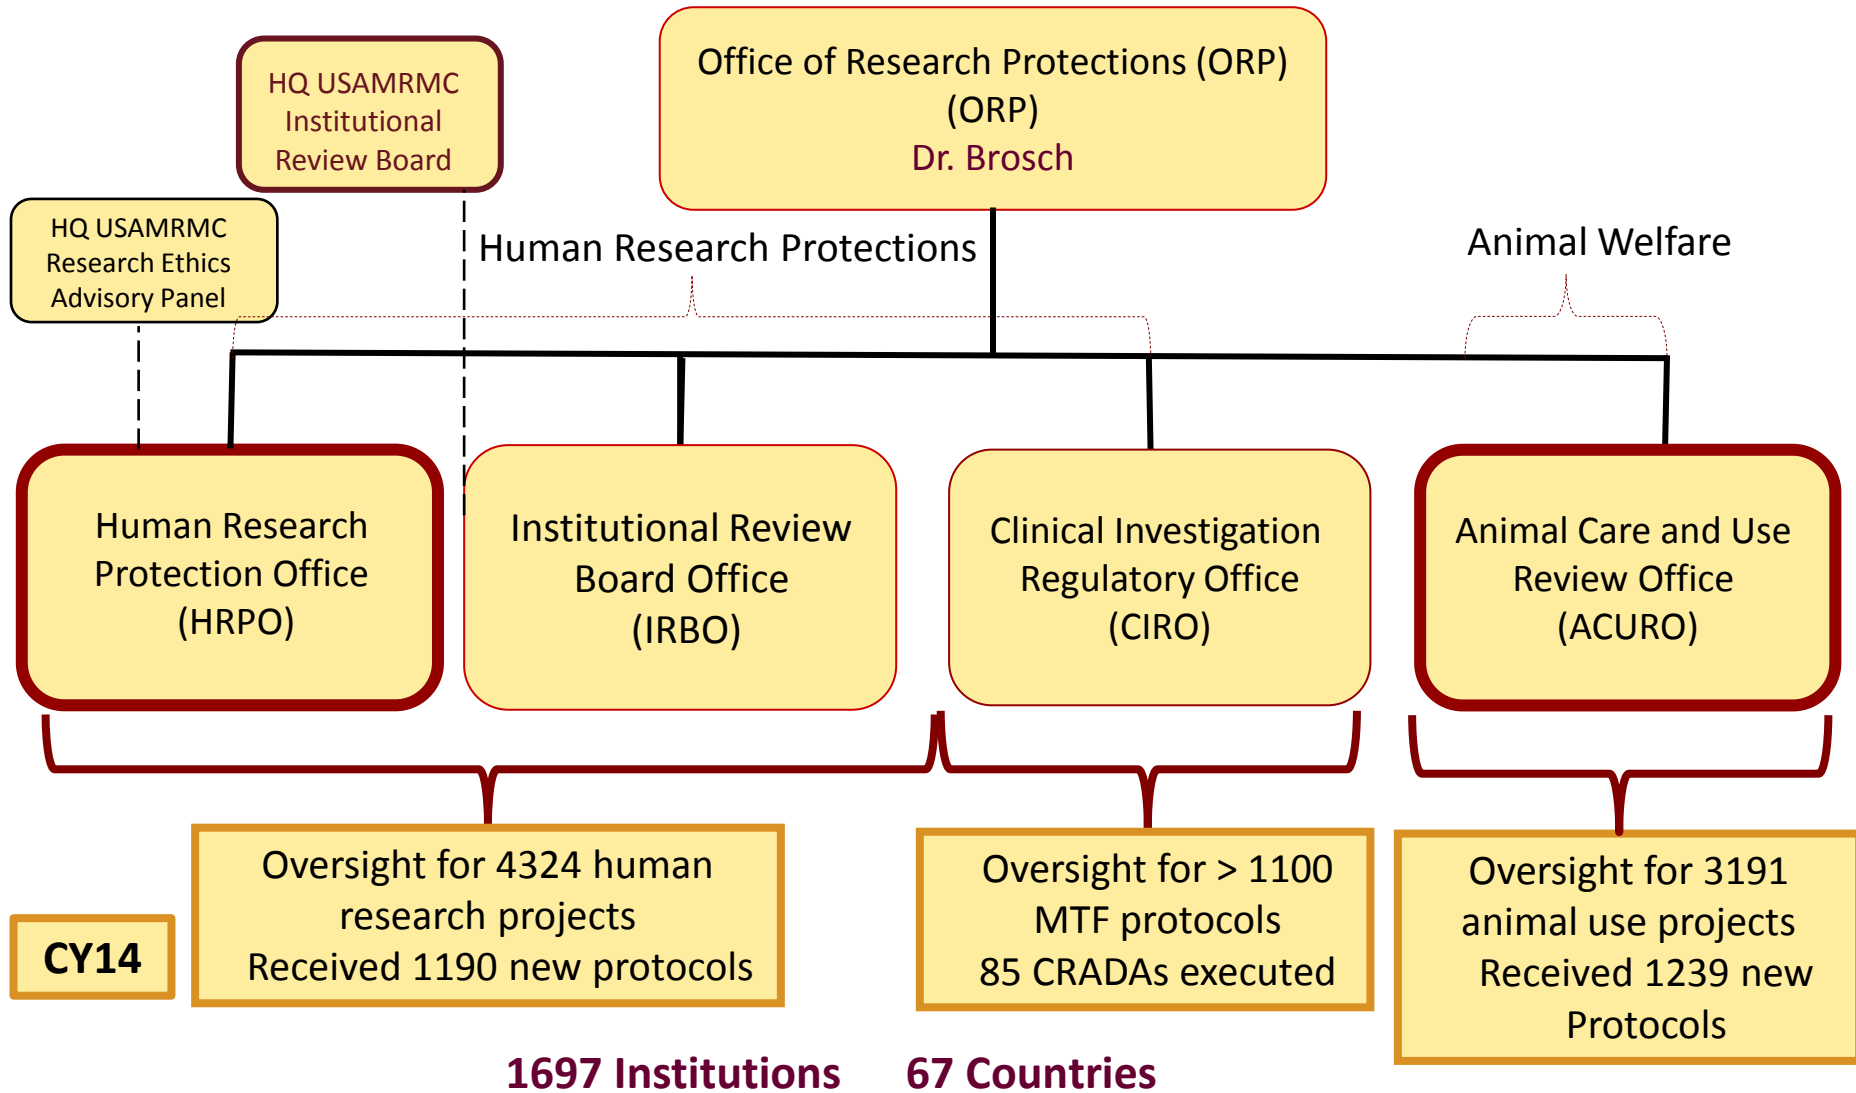 Office of Research Protections (ORP)
(ORP)
Dr. Brosch
HQ USAMRMC
Institutional
Review Board
HQ USAMRMC
Research Ethics
Advisory Panel
Human Research Protections
Animal Welfare
Human Research
Protection Office
(HRPO)
Institutional Review
Board Office
(IRBO)
Clinical Investigation
Regulatory Office
(CIRO)
Animal Care and Use
Review Office
(ACURO)
CY14
Oversight for 4324 human
research projects
Received 1190 new protocols
Oversight for > 1100
MTF protocols
85 CRADAs executed
Oversight for 3191
animal use projects
Received 1239 new
Protocols
1697 Institutions 67 Countries